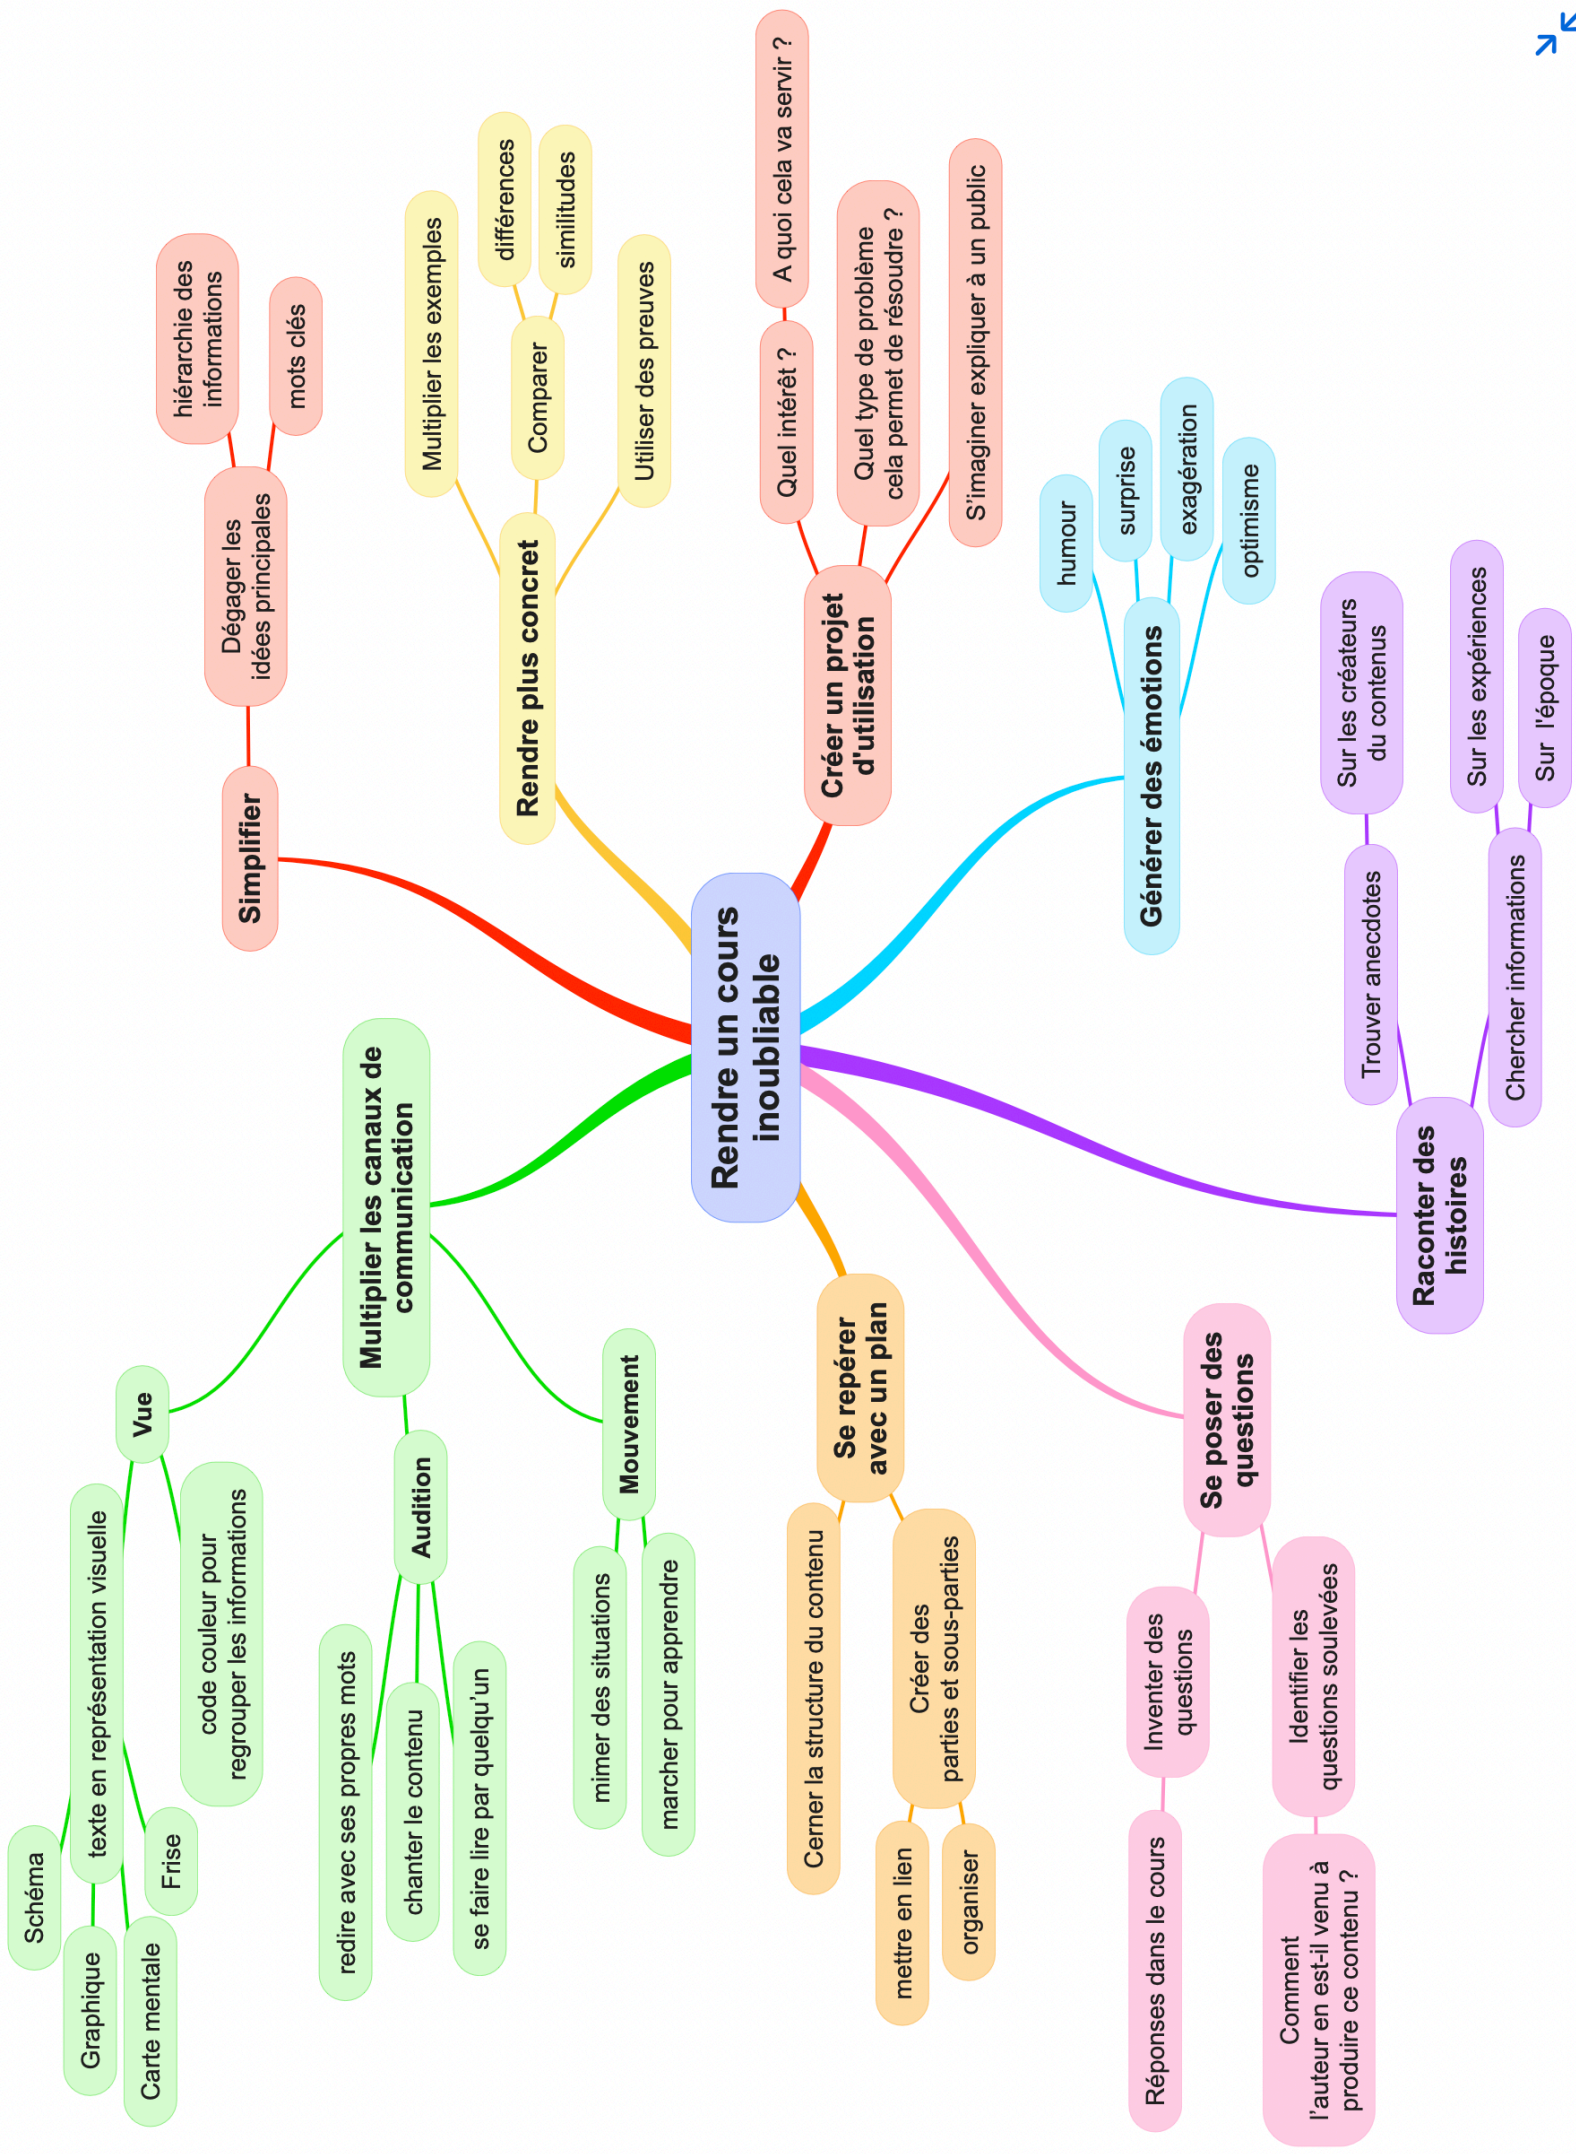 Rendre un cours
inoubliable
Simplifier
Dégager les
idées principales
hiérarchie des
informations
mots clés
Rendre plus concret
Multiplier les exemples
Comparer
différences
similitudes
Utiliser des preuves
Créer un projet
d'utilisation
Quel intérêt ?
A quoi cela va servir ?
Quel type de problème
cela permet de résoudre ?
S'imaginer expliquer à un public
Générer des émotions
humour
surprise
exagération
optimisme
Raconter des
histoires
Trouver anecdotes
Sur les créateurs
du contenus
Chercher informations
Sur les expériences
Sur l'époque
Multiplier les canaux de
communication
Vue
texte en représentation visuelle
Schéma
Graphique
Carte mentale
Frise
code couleur pour
regrouper les informations
Audition
redire avec ses propres mots
chanter le contenu
se faire lire par quelqu'un
Mouvement
mimer des situations
marcher pour apprendre
Se repérer
avec un plan
Cerner la structure du contenu
Créer des
parties et sous-parties
mettre en lien
organiser
Se poser des
questions
Inventer des
questions
Réponses dans le cours
Identifier les
questions soulevées
Comment
l'auteur en est-il venu à
produire ce contenu ?